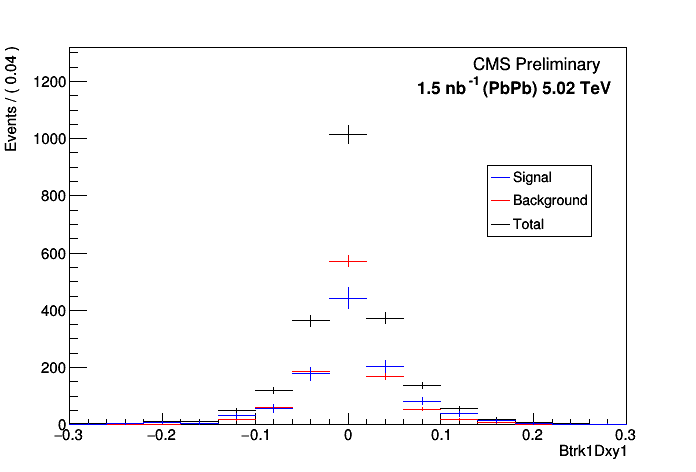 CMS Preliminary
1.5 nb⁻¹ (PbPb) 5.02 TeV
Events / ( 0.04 )
1200
1000
800
600
400
200
0
Signal
Background
Total
−0.3 −0.2 −0.1 0 0.1 0.2 0.3
Btrk1Dxy1